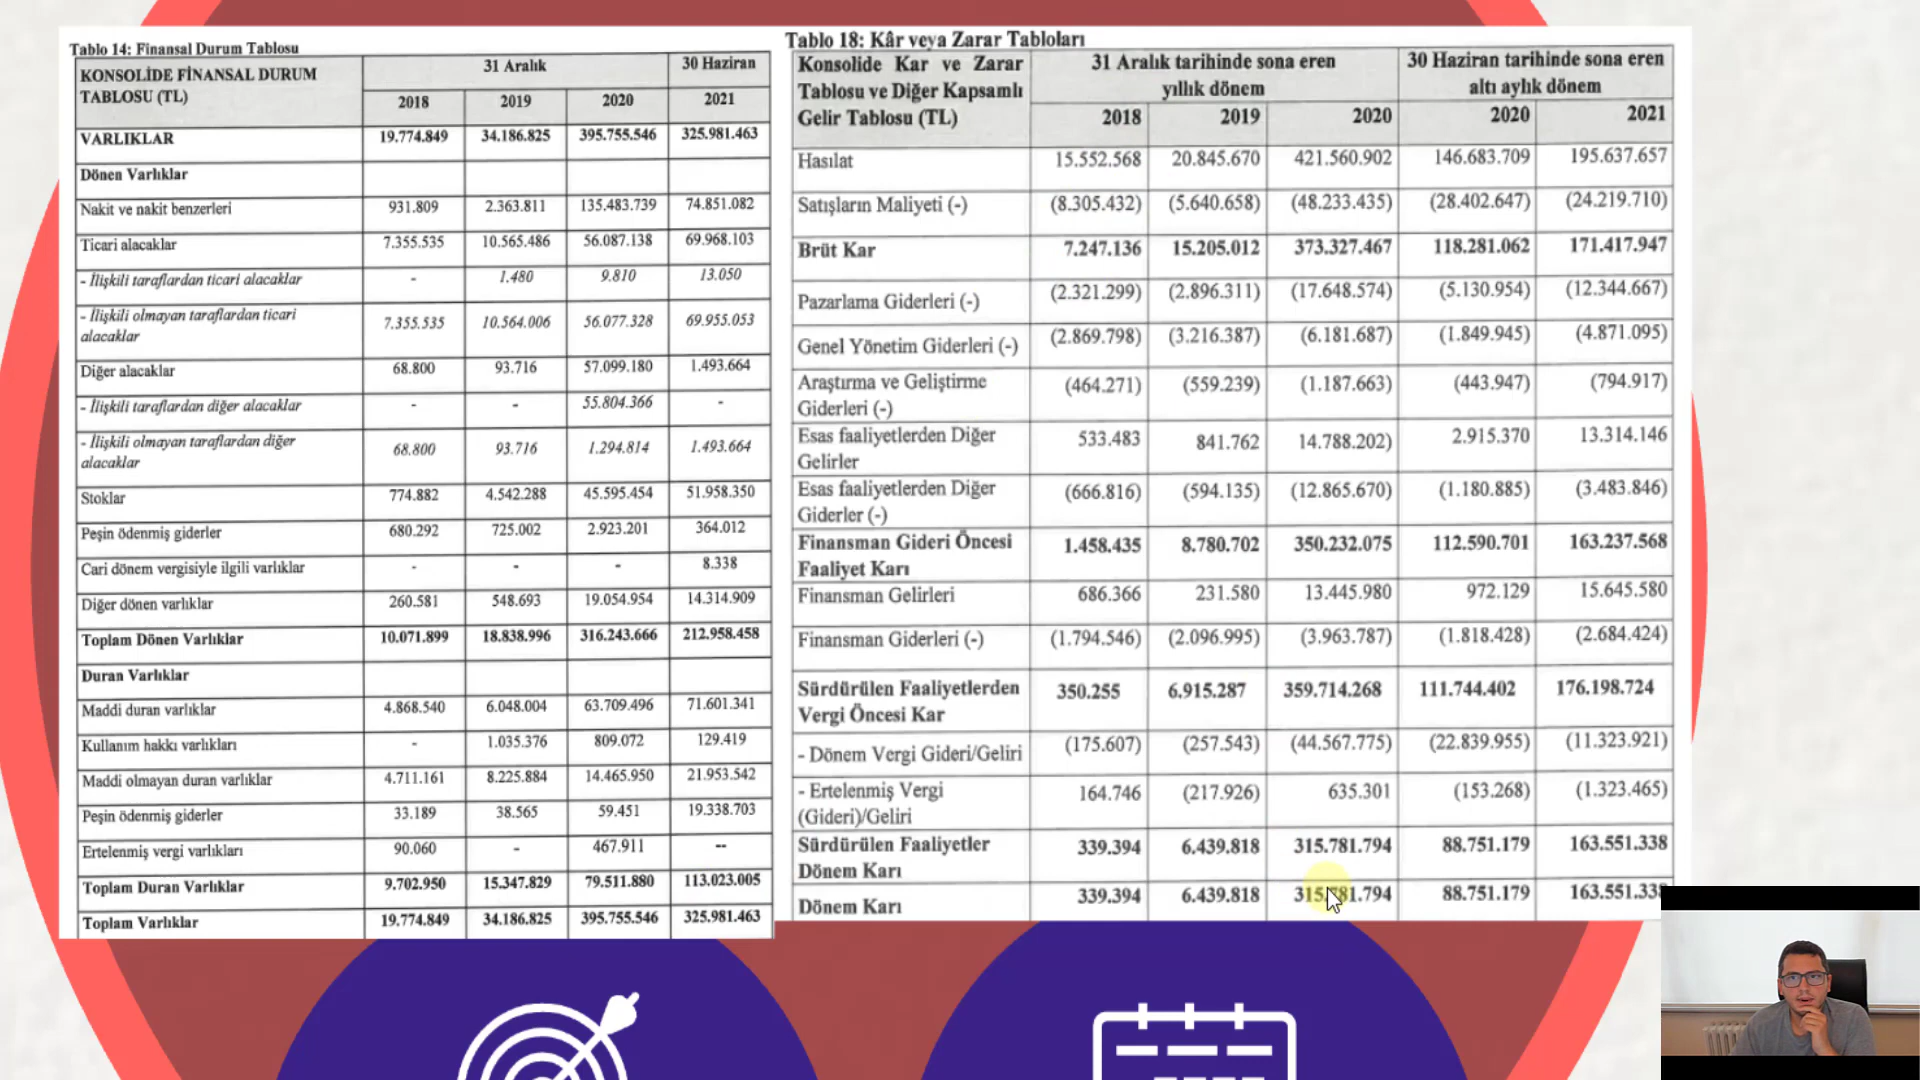 Tablo 14: Finansal Durum Tablosu
KONSOLİDE FİNANSAL DURUM TABLOSU (TL) 31 Aralık 30 Haziran
2018 2019 2020 2021
VARLIKLAR 19.774.849 34.186.825 395.755.546 325.981.463
Dönen Varlıklar
Nakit ve nakit benzerleri 931.809 2.363.811 135.483.739 74.851.082
Ticari alacaklar 7.355.535 10.565.486 56.087.138 69.968.103
- İlişkili taraflardan ticari alacaklar - 1.480 9.810 13.050
- İlişkili olmayan taraflardan ticari alacaklar 7.355.535 10.564.006 56.077.328 69.955.053
Diğer alacaklar 68.800 93.716 57.099.180 1.493.664
- İlişkili taraflardan diğer alacaklar - - 55.804.366 -
- İlişkili olmayan taraflardan diğer alacaklar 68.800 93.716 1.294.814 1.493.664
Stoklar 774.882 4.542.288 45.595.454 51.958.350
Peşin ödenmiş giderler 680.292 725.002 2.923.201 364.012
Cari dönem vergisiyle ilgili varlıklar - - - 8.338
Diğer dönen varlıklar 260.581 548.693 19.054.954 14.314.909
Toplam Dönen Varlıklar 10.071.899 18.838.996 316.243.666 212.958.458
Duran Varlıklar
Maddi duran varlıklar 4.868.540 6.048.004 63.709.496 71.601.341
Kullanım hakkı varlıkları - 1.035.376 809.072 129.419
Maddi olmayan duran varlıklar 4.711.161 8.225.884 14.465.950 21.953.542
Peşin ödenmiş giderler 33.189 38.565 59.451 19.338.703
Ertelenmiş vergi varlıkları 90.060 - 467.911 --
Toplam Duran Varlıklar 9.702.950 15.347.829 79.511.880 113.023.005
Toplam Varlıklar 19.774.849 34.186.825 395.755.546 325.981.463
Tablo 18: Kâr veya Zarar Tabloları
Konsolide Kar ve Zarar Tablosu ve Diğer Kapsamlı Gelir Tablosu (TL) 31 Aralık tarihinde sona eren yıllık dönem 30 Haziran tarihinde sona eren altı aylık dönem
2018 2019 2020 2020 2021
Hasılat 15.552.568 20.845.670 421.560.902 146.683.709 195.637.657
Satışların Maliyeti (-) (8.305.432) (5.640.658) (48.233.435) (28.402.647) (24.219.710)
Brüt Kar 7.247.136 15.205.012 373.327.467 118.281.062 171.417.947
Pazarlama Giderleri (-) (2.321.299) (2.896.311) (17.648.574) (5.130.954) (12.344.667)
Genel Yönetim Giderleri (-) (2.869.798) (3.216.387) (6.181.687) (1.849.945) (4.871.095)
Araştırma ve Geliştirme Giderleri (-) (464.271) (559.239) (1.187.663) (443.947) (794.917)
Esas faaliyetlerden Diğer Gelirler 533.483 841.762 14.788.202) 2.915.370 13.314.146
Esas faaliyetlerden Diğer Giderler (-) (666.816) (594.135) (12.865.670) (1.180.885) (3.483.846)
Finansman Gideri Öncesi Faaliyet Karı 1.458.435 8.780.702 350.232.075 112.590.701 163.237.568
Finansman Gelirleri 686.366 231.580 13.445.980 972.129 15.645.580
Finansman Giderleri (-) (1.794.546) (2.096.995) (3.963.787) (1.818.428) (2.684.424)
Sürdürülen Faaliyetlerden Vergi Öncesi Kar 350.255 6.915.287 359.714.268 111.744.402 176.198.724
- Dönem Vergi Gideri/Geliri (175.607) (257.543) (44.567.775) (22.839.955) (11.323.921)
- Ertelenmiş Vergi (Gideri)/Geliri 164.746 (217.926) 635.301 (153.268) (1.323.465)
Sürdürülen Faaliyetler Dönem Karı 339.394 6.439.818 315.781.794 88.751.179 163.551.338
Dönem Karı 339.394 6.439.818 315.781.794 88.751.179 163.551.338